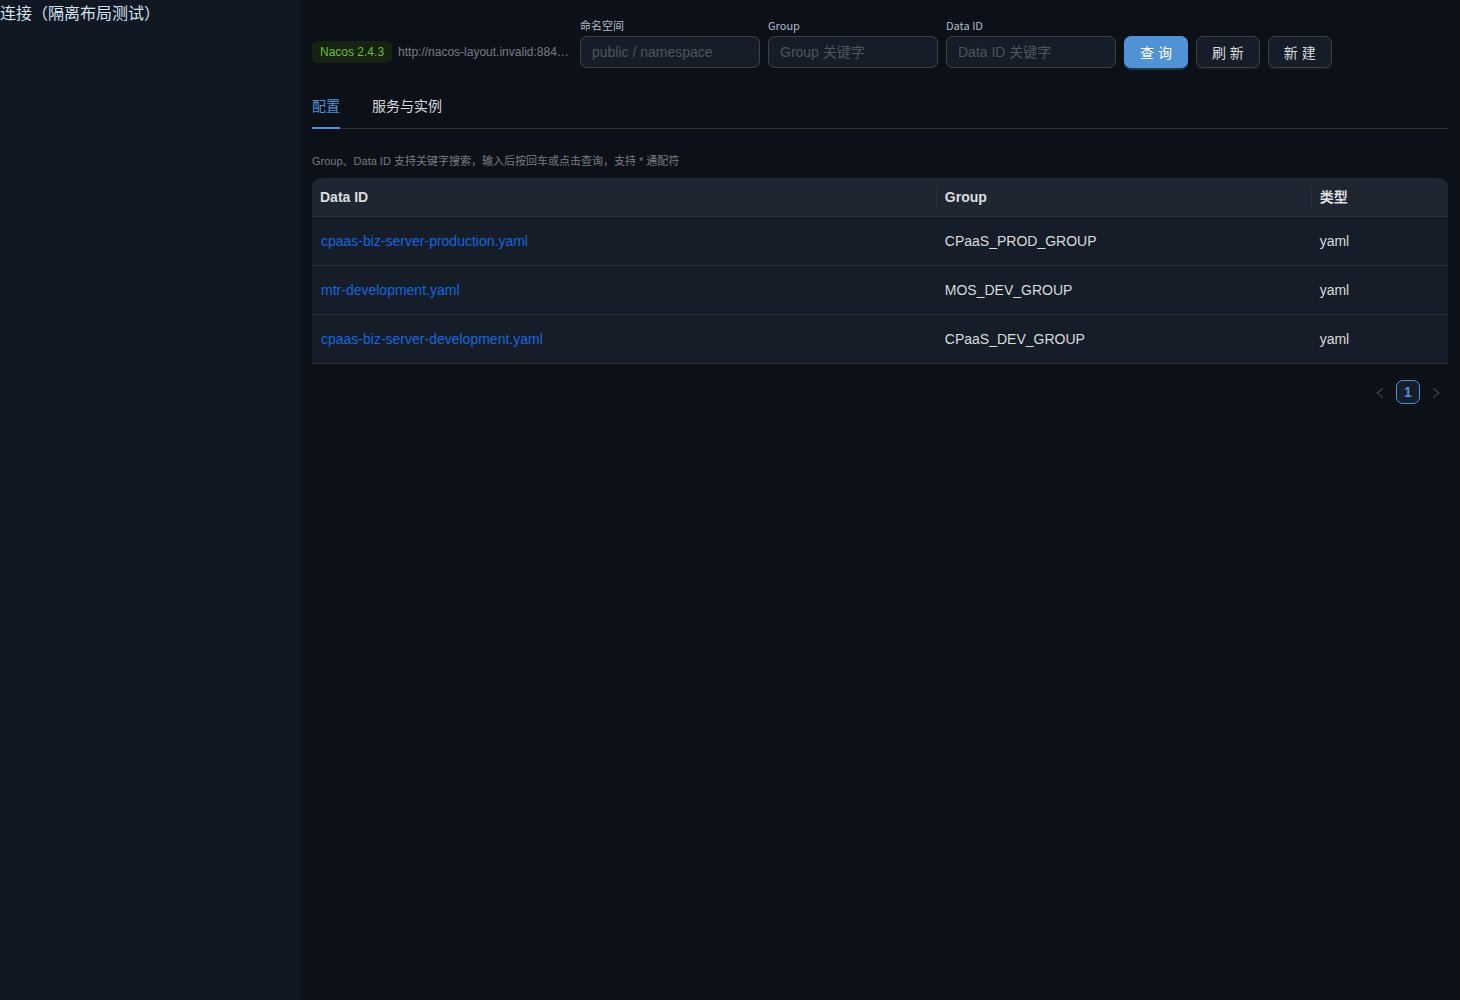 连接（隔离布局测试）
命名空间 Group Data ID
Nacos 2.4.3 http://nacos-layout.invalid:884… public / namespace Group 关键字 Data ID 关键字 查 询 刷 新 新 建
配置 服务与实例
Group、Data ID 支持关键字搜索，输入后按回车或点击查询，支持 * 通配符
Data ID Group 类型
cpaas-biz-server-production.yaml CPaaS_PROD_GROUP yaml
mtr-development.yaml MOS_DEV_GROUP yaml
cpaas-biz-server-development.yaml CPaaS_DEV_GROUP yaml
1